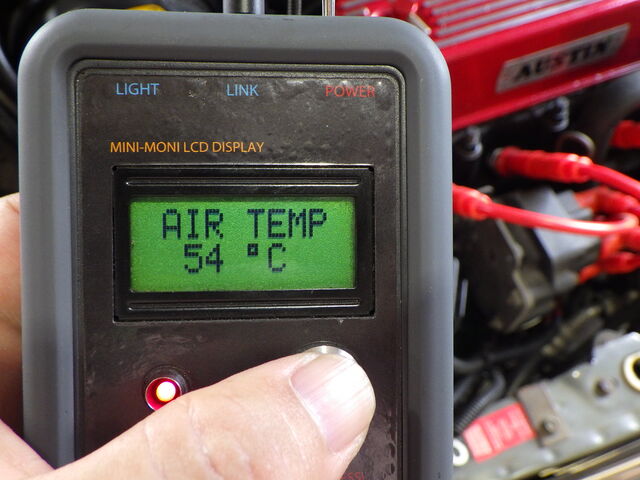 AUSTIN
LIGHT LINK POWER
MINI-MONI LCD DISPLAY
AIR TEMP
54 °C